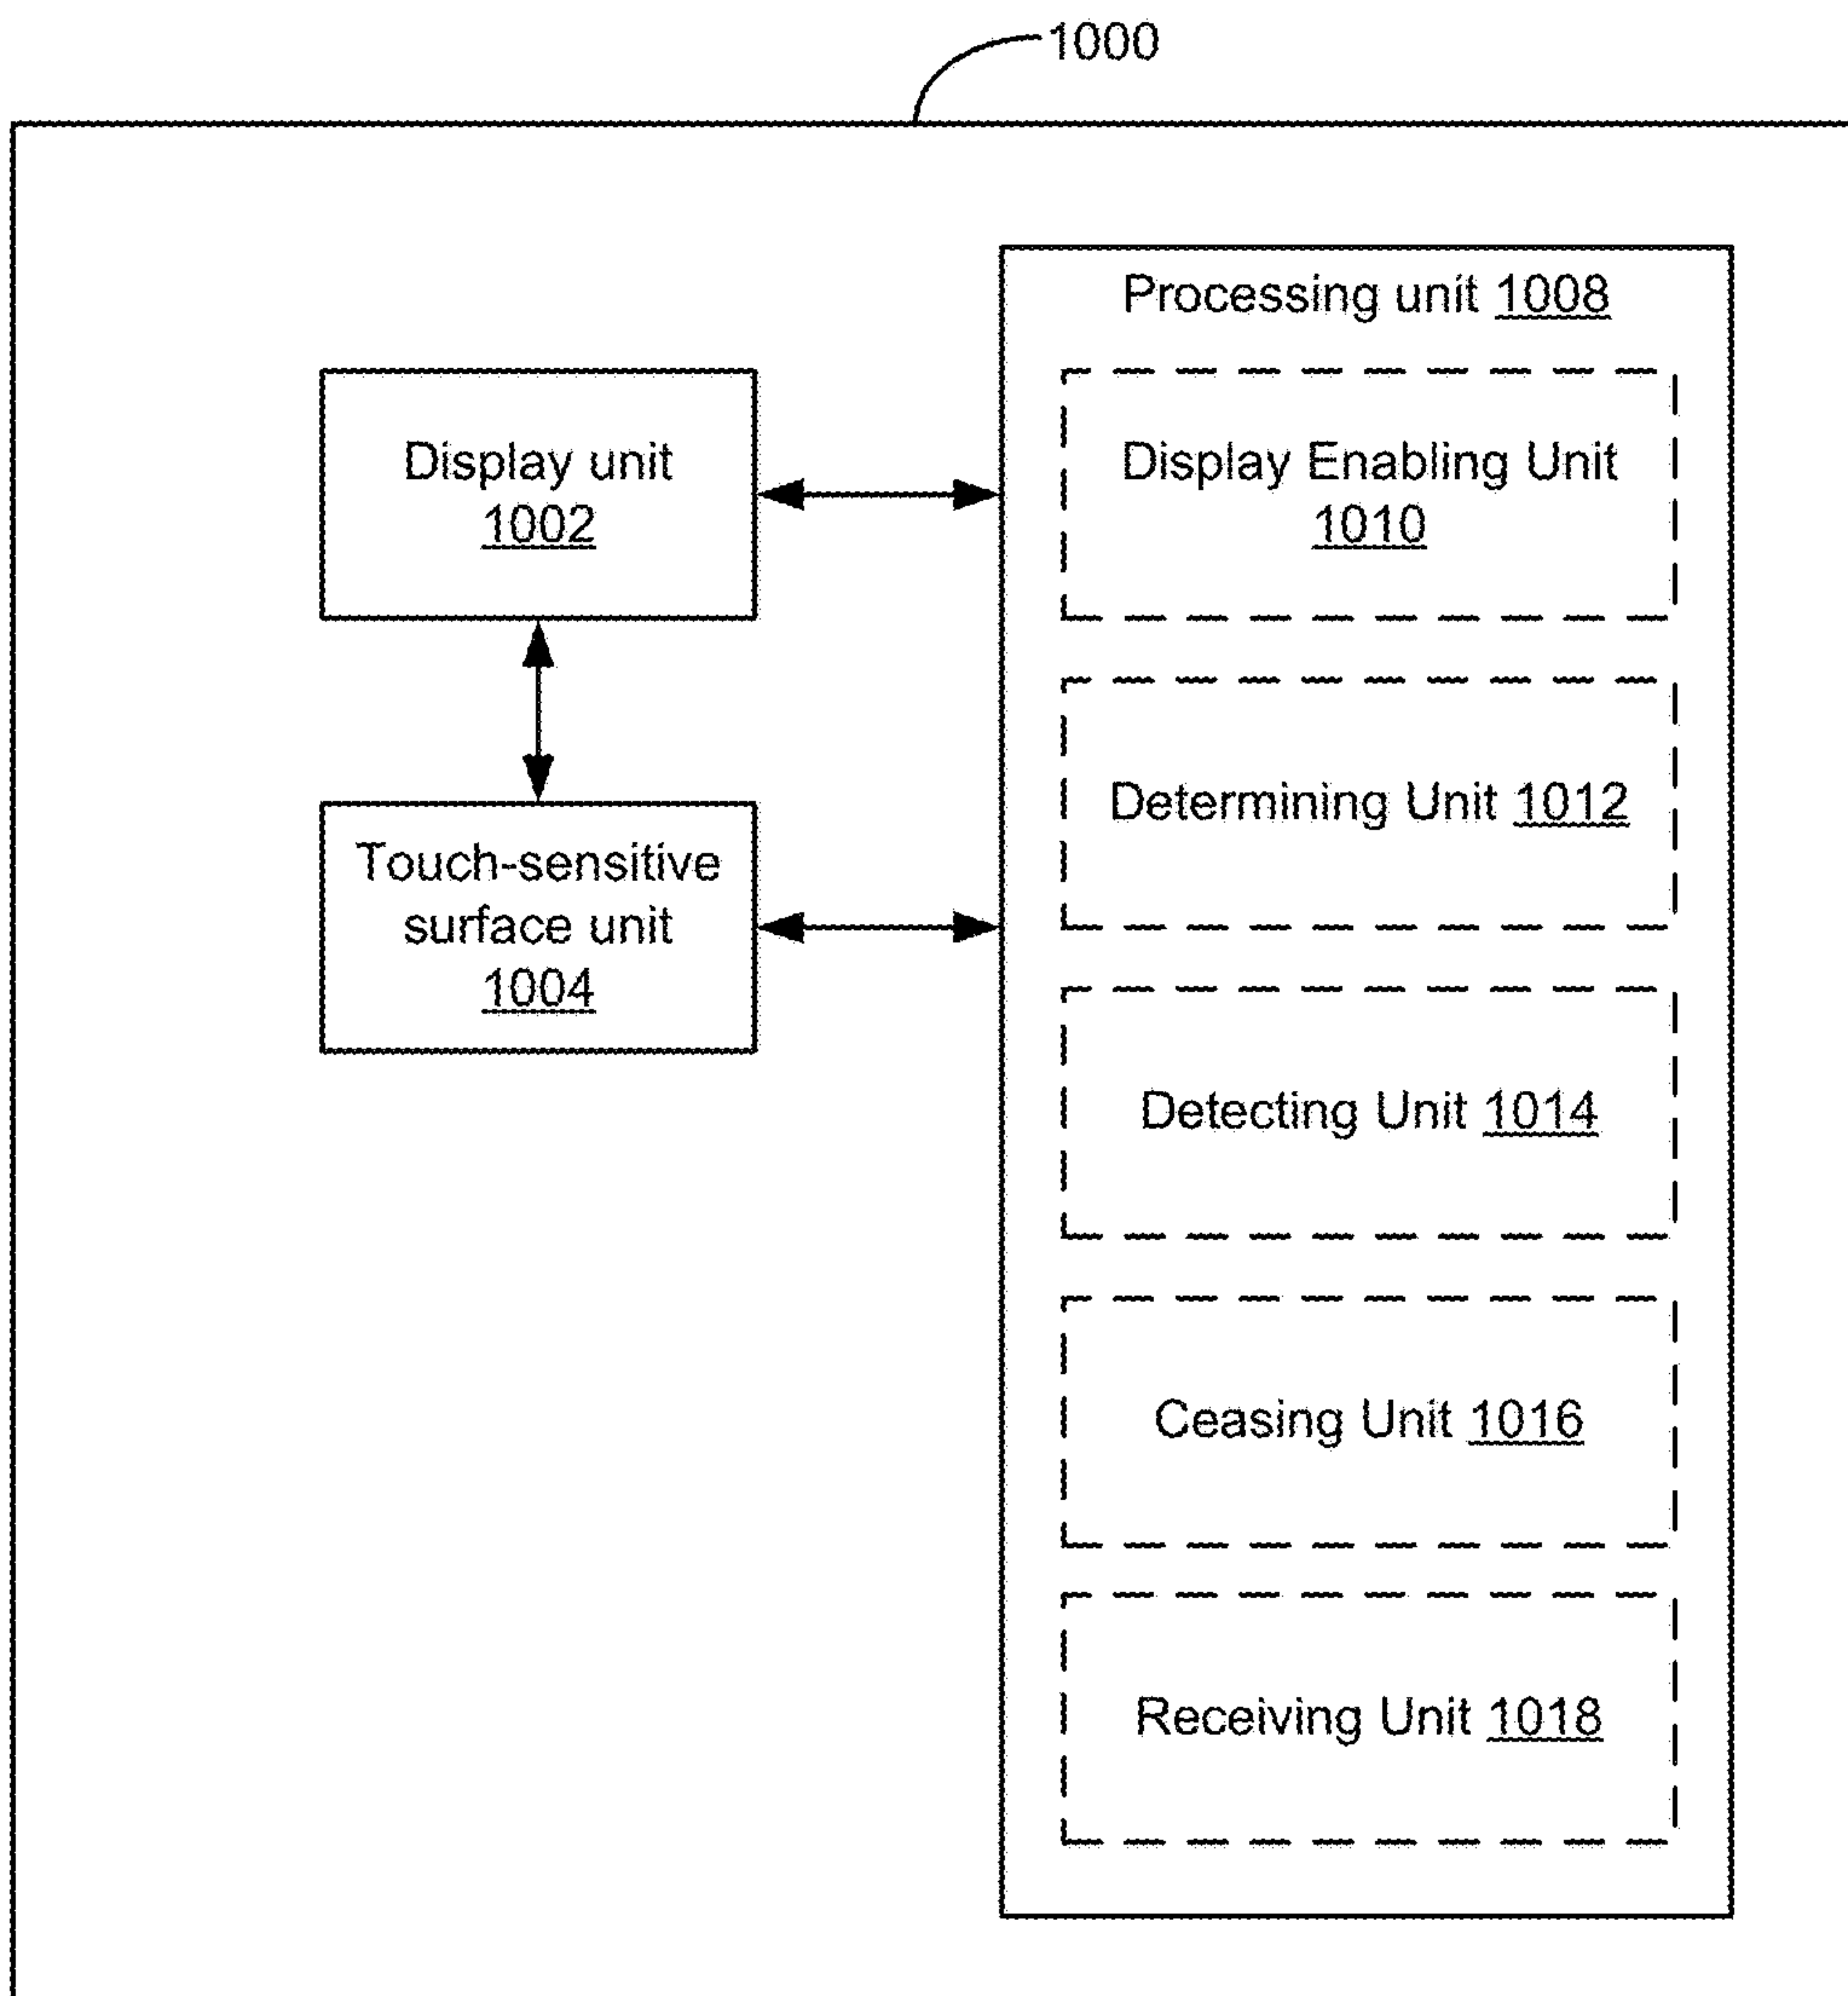 1000
Processing unit 1008
Display unit
1002
Display Enabling Unit
1010
Determining Unit 1012
Touch-sensitive
surface unit
1004
Detecting Unit 1014
Ceasing Unit 1016
Receiving Unit 1018